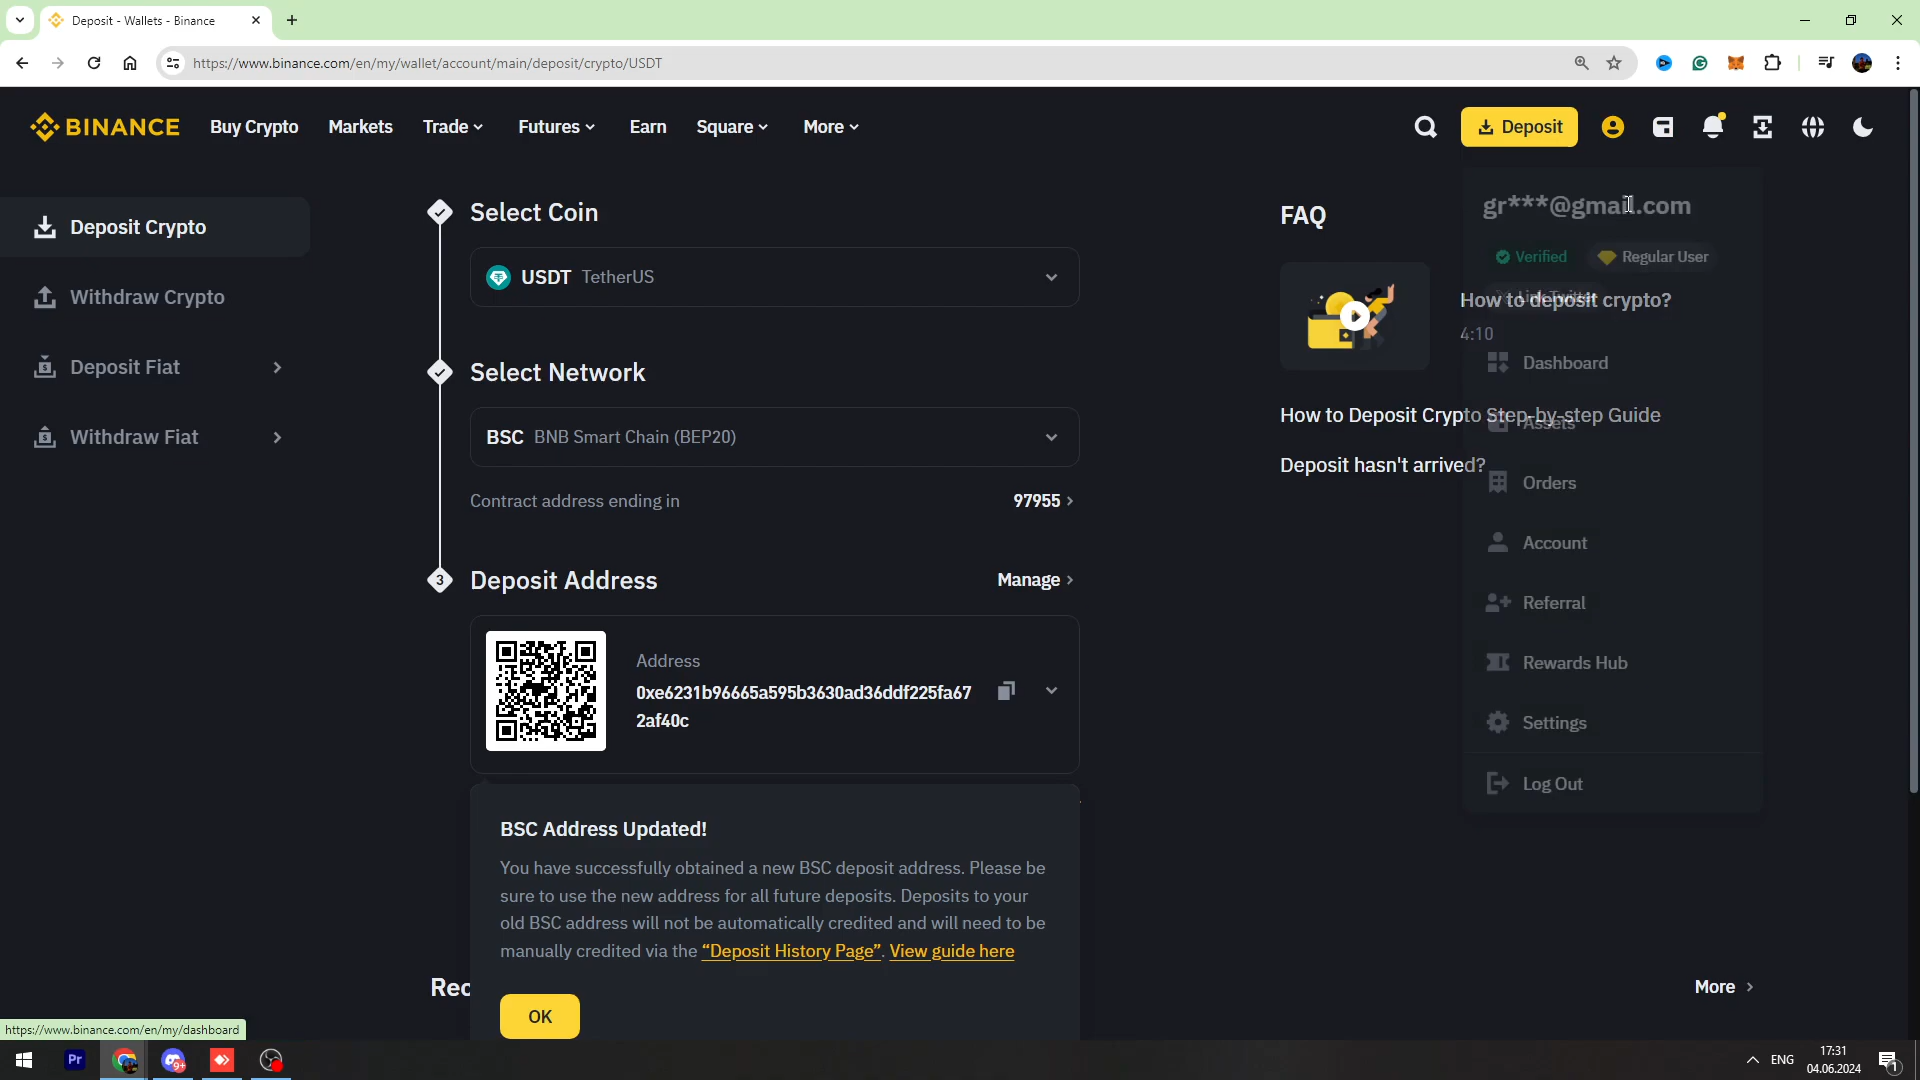 Deposit - Wallets - Binance
https://www.binance.com/en/my/wallet/account/main/deposit/crypto/USDT
BINANCE
Buy Crypto
Markets
Trade
Futures
Earn
Square
More
Deposit
Deposit Crypto
Withdraw Crypto
Deposit Fiat
Withdraw Fiat
Select Coin
USDT TetherUS
Select Network
BSC BNB Smart Chain (BEP20)
Contract address ending in
97955
3
Deposit Address
Manage
Address
0xe6231b96665a595b3630ad36ddf225fa67
2af40c
BSC Address Updated!
You have successfully obtained a new BSC deposit address. Please be
sure to use the new address for all future deposits. Deposits to your
old BSC address will not be automatically credited and will need to be
manually credited via the “Deposit History Page”. View guide here
OK
Rec
More
FAQ
How to deposit crypto?
4:10
How to Deposit Crypto Step-by-step Guide
Deposit hasn't arrived?
gr***@gmail.com
Verified
Regular User
Link Twitter
Dashboard
Assets
Orders
Account
Referral
Rewards Hub
Settings
Log Out
https://www.binance.com/en/my/dashboard
Pr
9+
ENG
17:31
04.06.2024
1